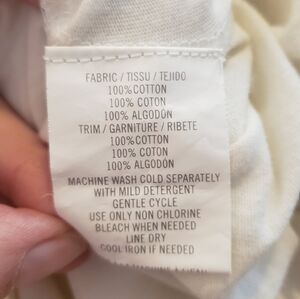 FABRIC / TISSU / TEJIDO
100%COTTON
100% COTON
100% ALGODÓN
TRIM / GARNITURE / RIBETE
100%COTTON
100% COTON
100% ALGODÓN
MACHINE WASH COLD SEPARATELY
WITH MILD DETERGENT
GENTLE CYCLE
USE ONLY NON CHLORINE
BLEACH WHEN NEEDED
LINE DRY
COOL IRON IF NEEDED